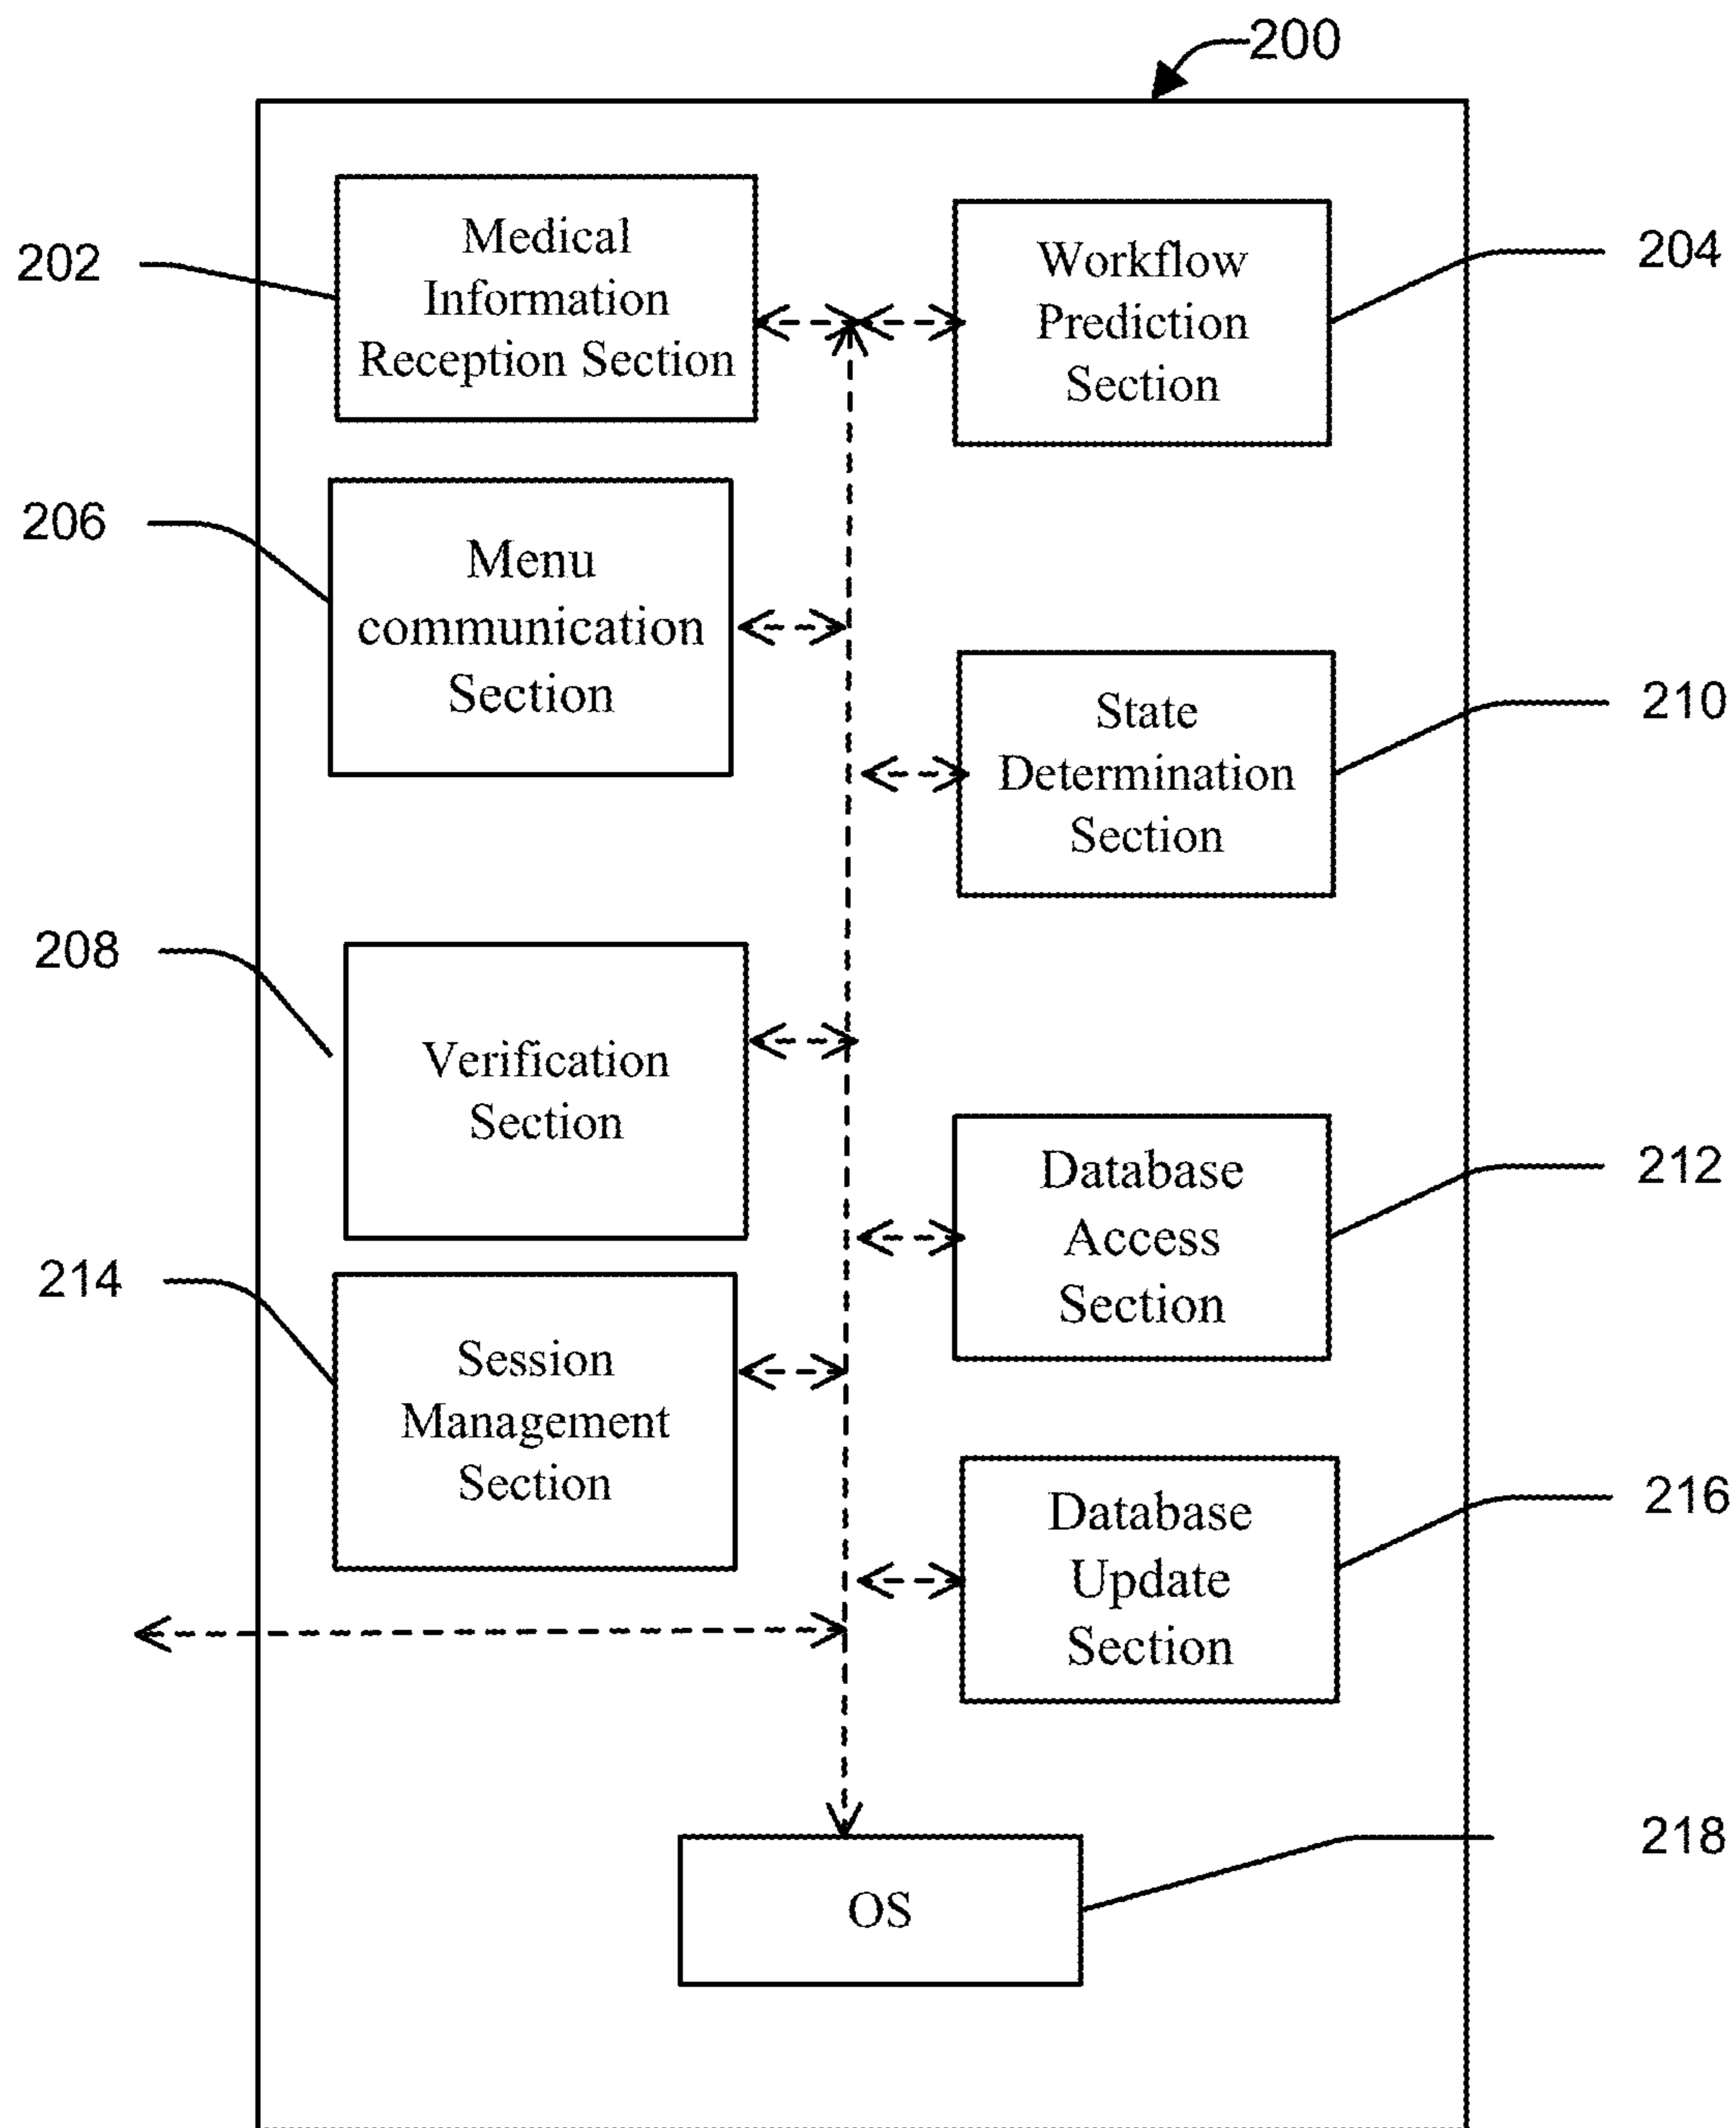 200
202
Medical
Information
Reception Section
204
Workflow
Prediction
Section
206
Menu
communication
Section
210
State
Determination
Section
208
Verification
Section
212
Database
Access
Section
214
Session
Management
Section
216
Database
Update
Section
218
OS